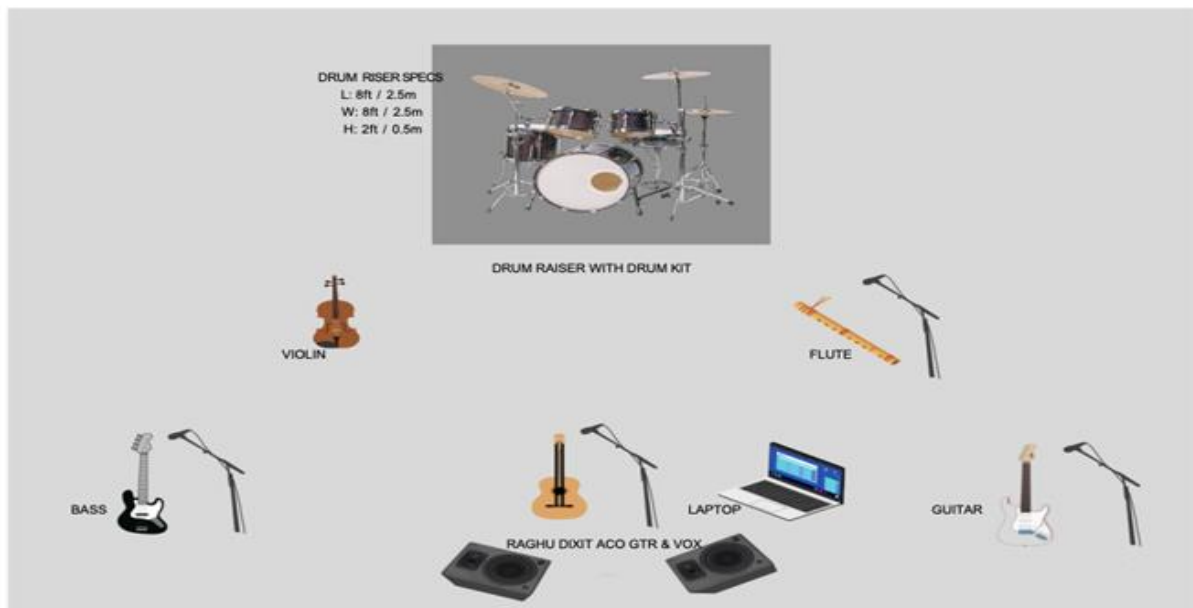 DRUM RISER SPECS
L: 8ft / 2.5m
W: 8ft / 2.5m
H: 2ft / 0.5m
DRUM RAISER WITH DRUM KIT
VIOLIN
FLUTE
BASS
LAPTOP
GUITAR
RAGHU DIXIT ACO GTR & VOX